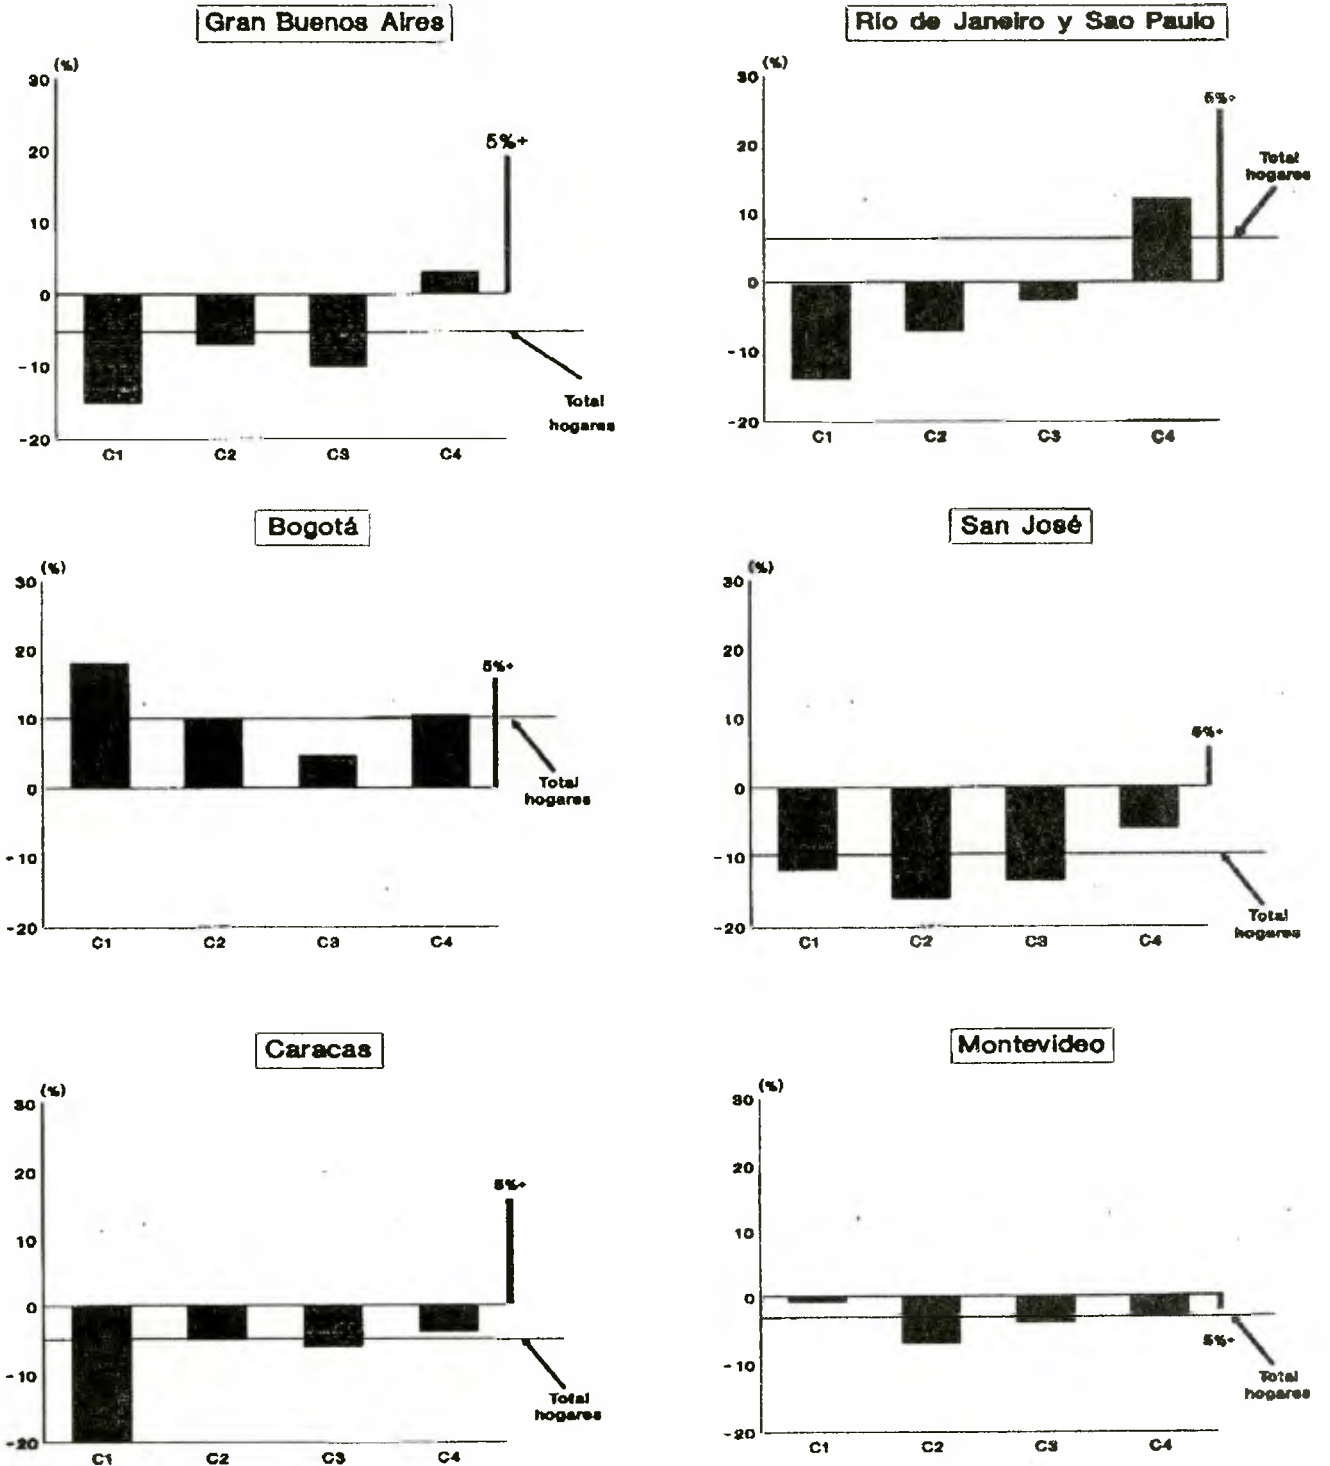 Gran Buenos Aires
(%)
30
20
10
0
-10
-20
5%+
Total
hogares
C1 C2 C3 C4
Río de Janeiro y Sao Paulo
(%)
30
20
10
0
-10
-20
5%+
Total
hogares
C1 C2 C3 C4
Bogotá
(%)
30
20
10
0
-10
-20
5%+
Total
hogares
C1 C2 C3 C4
San José
(%)
30
20
10
0
-10
-20
5%+
Total
hogares
C1 C2 C3 C4
Caracas
(%)
30
20
10
0
-10
-20
5%+
Total
hogares
C1 C2 C3 C4
Montevideo
(%)
30
20
10
0
-10
-20
5%+
Total
hogares
C1 C2 C3 C4